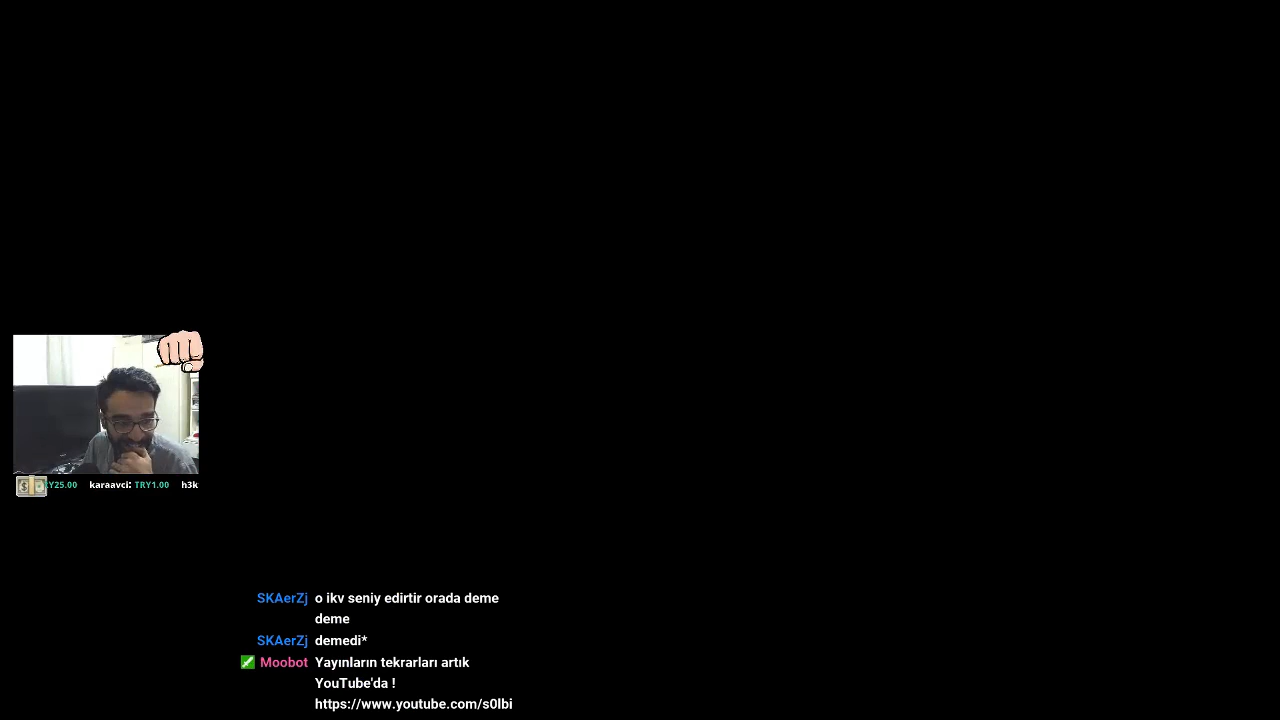 Y25.00 karaavci: TRY1.00 h3k
SKAerZj o ikv seniy edirtir orada deme
deme
SKAerZj demedi*
Moobot Yayınların tekrarları artık
YouTube'da !
https://www.youtube.com/s0lbi